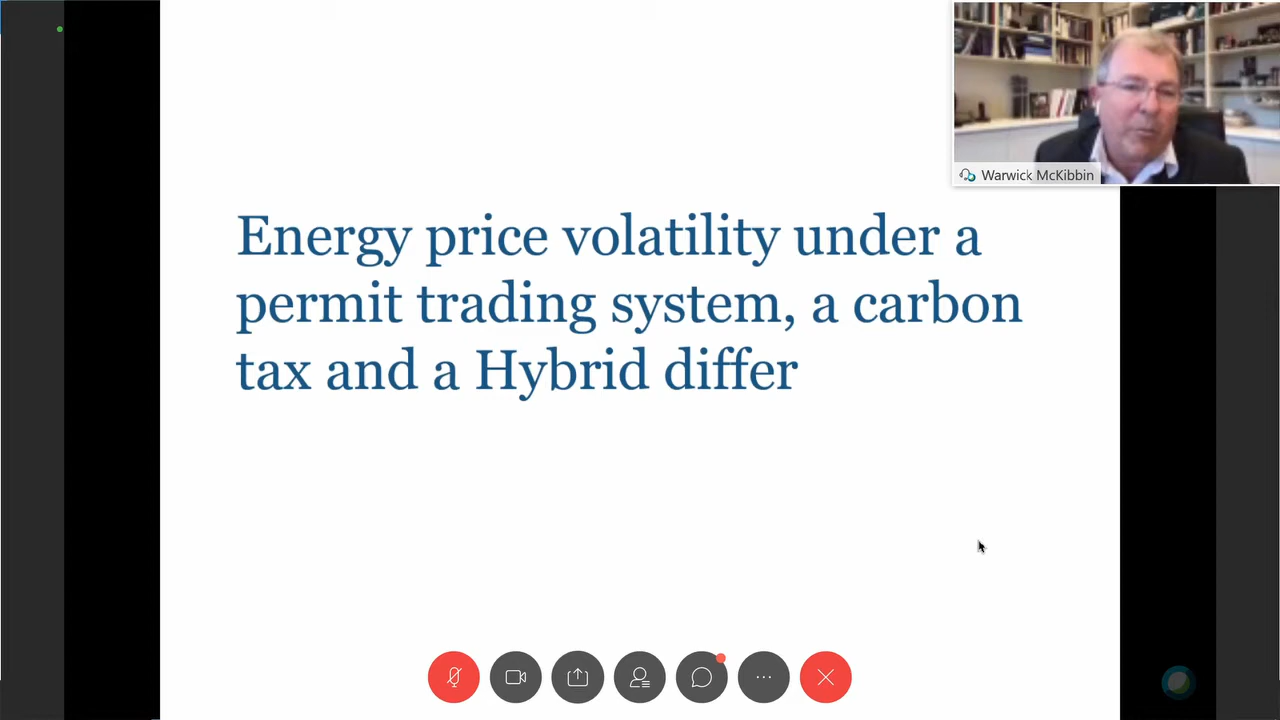 Warwick McKibbin
Energy price volatility under a
permit trading system, a carbon
tax and a Hybrid differ